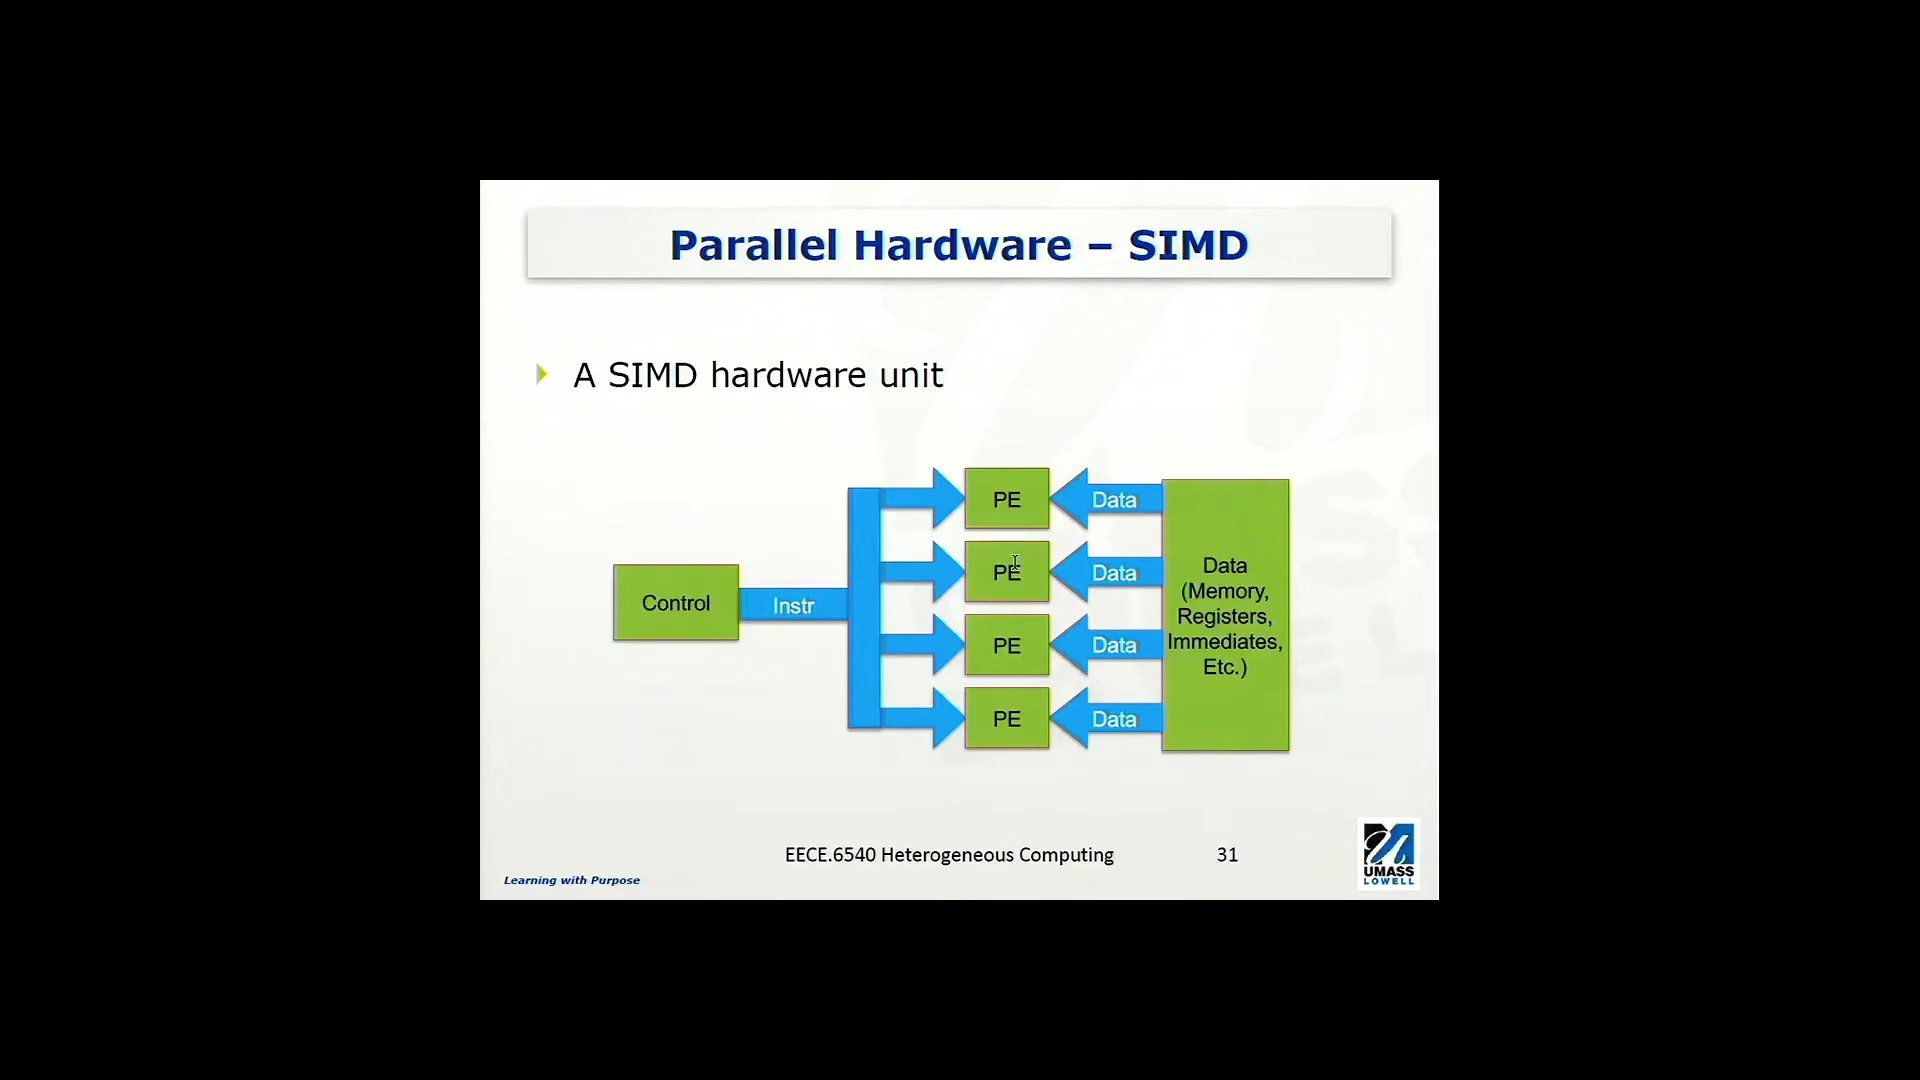 Parallel Hardware – SIMD
A SIMD hardware unit
Control
Instr
PE
Data
PE
Data
PE
Data
PE
Data
Data
(Memory,
Registers,
Immediates,
Etc.)
EECE.6540 Heterogeneous Computing
31
Learning with Purpose
UMASS
LOWELL